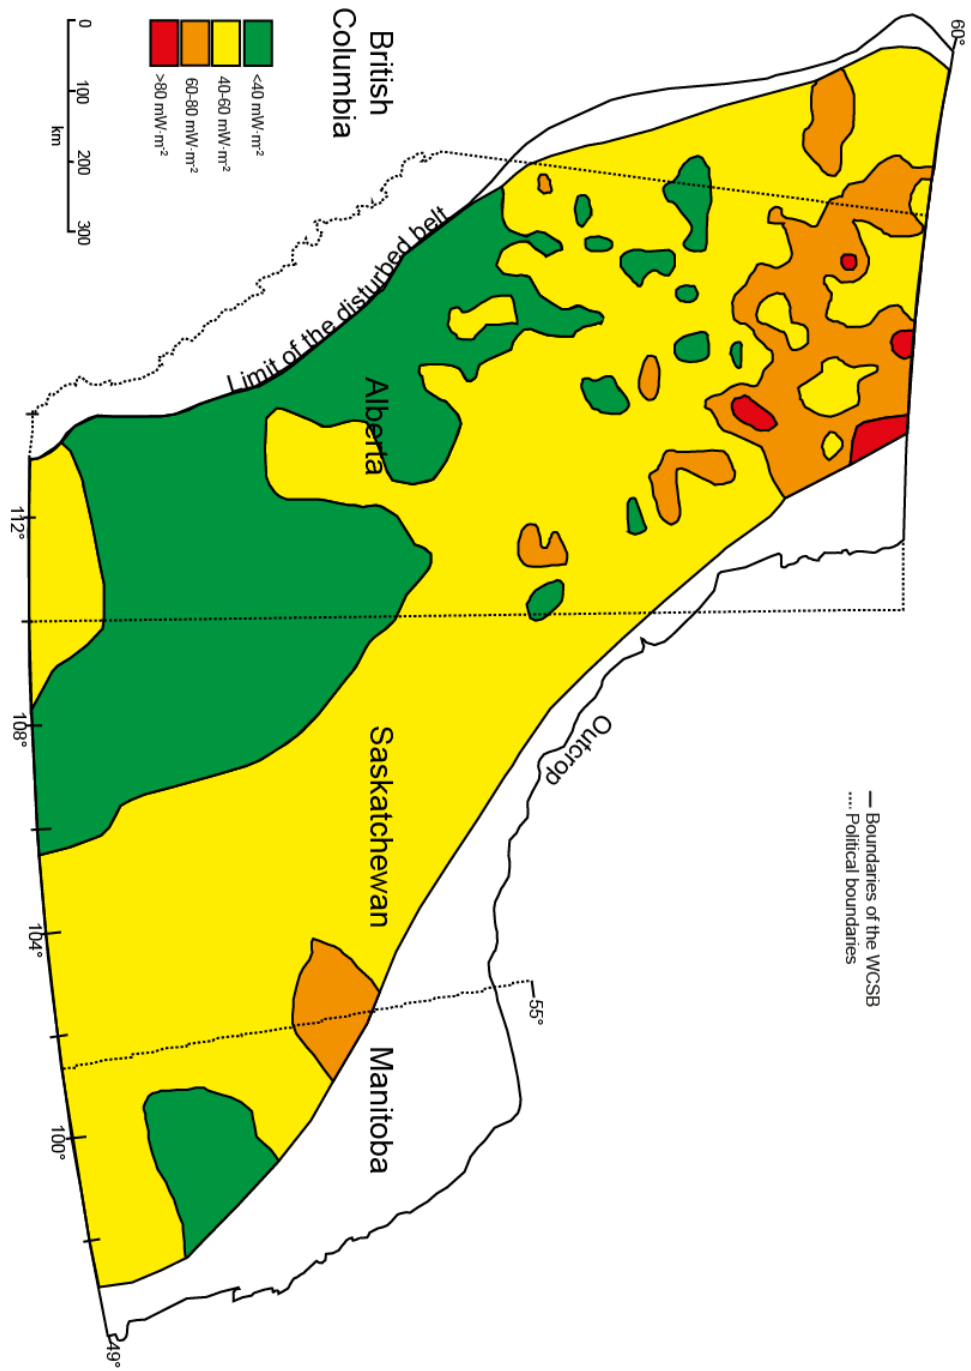 60°
British
Columbia
<40 mW·m-²
40-60 mW·m-²
60-80 mW·m-²
>80 mW·m-²
0
100
200
300
km
Limit of the disturbed belt
Alberta
Saskatchewan
Manitoba
Outcrop
Boundaries of the WCSB
Political boundaries
55°
112°
108°
104°
100°
49°